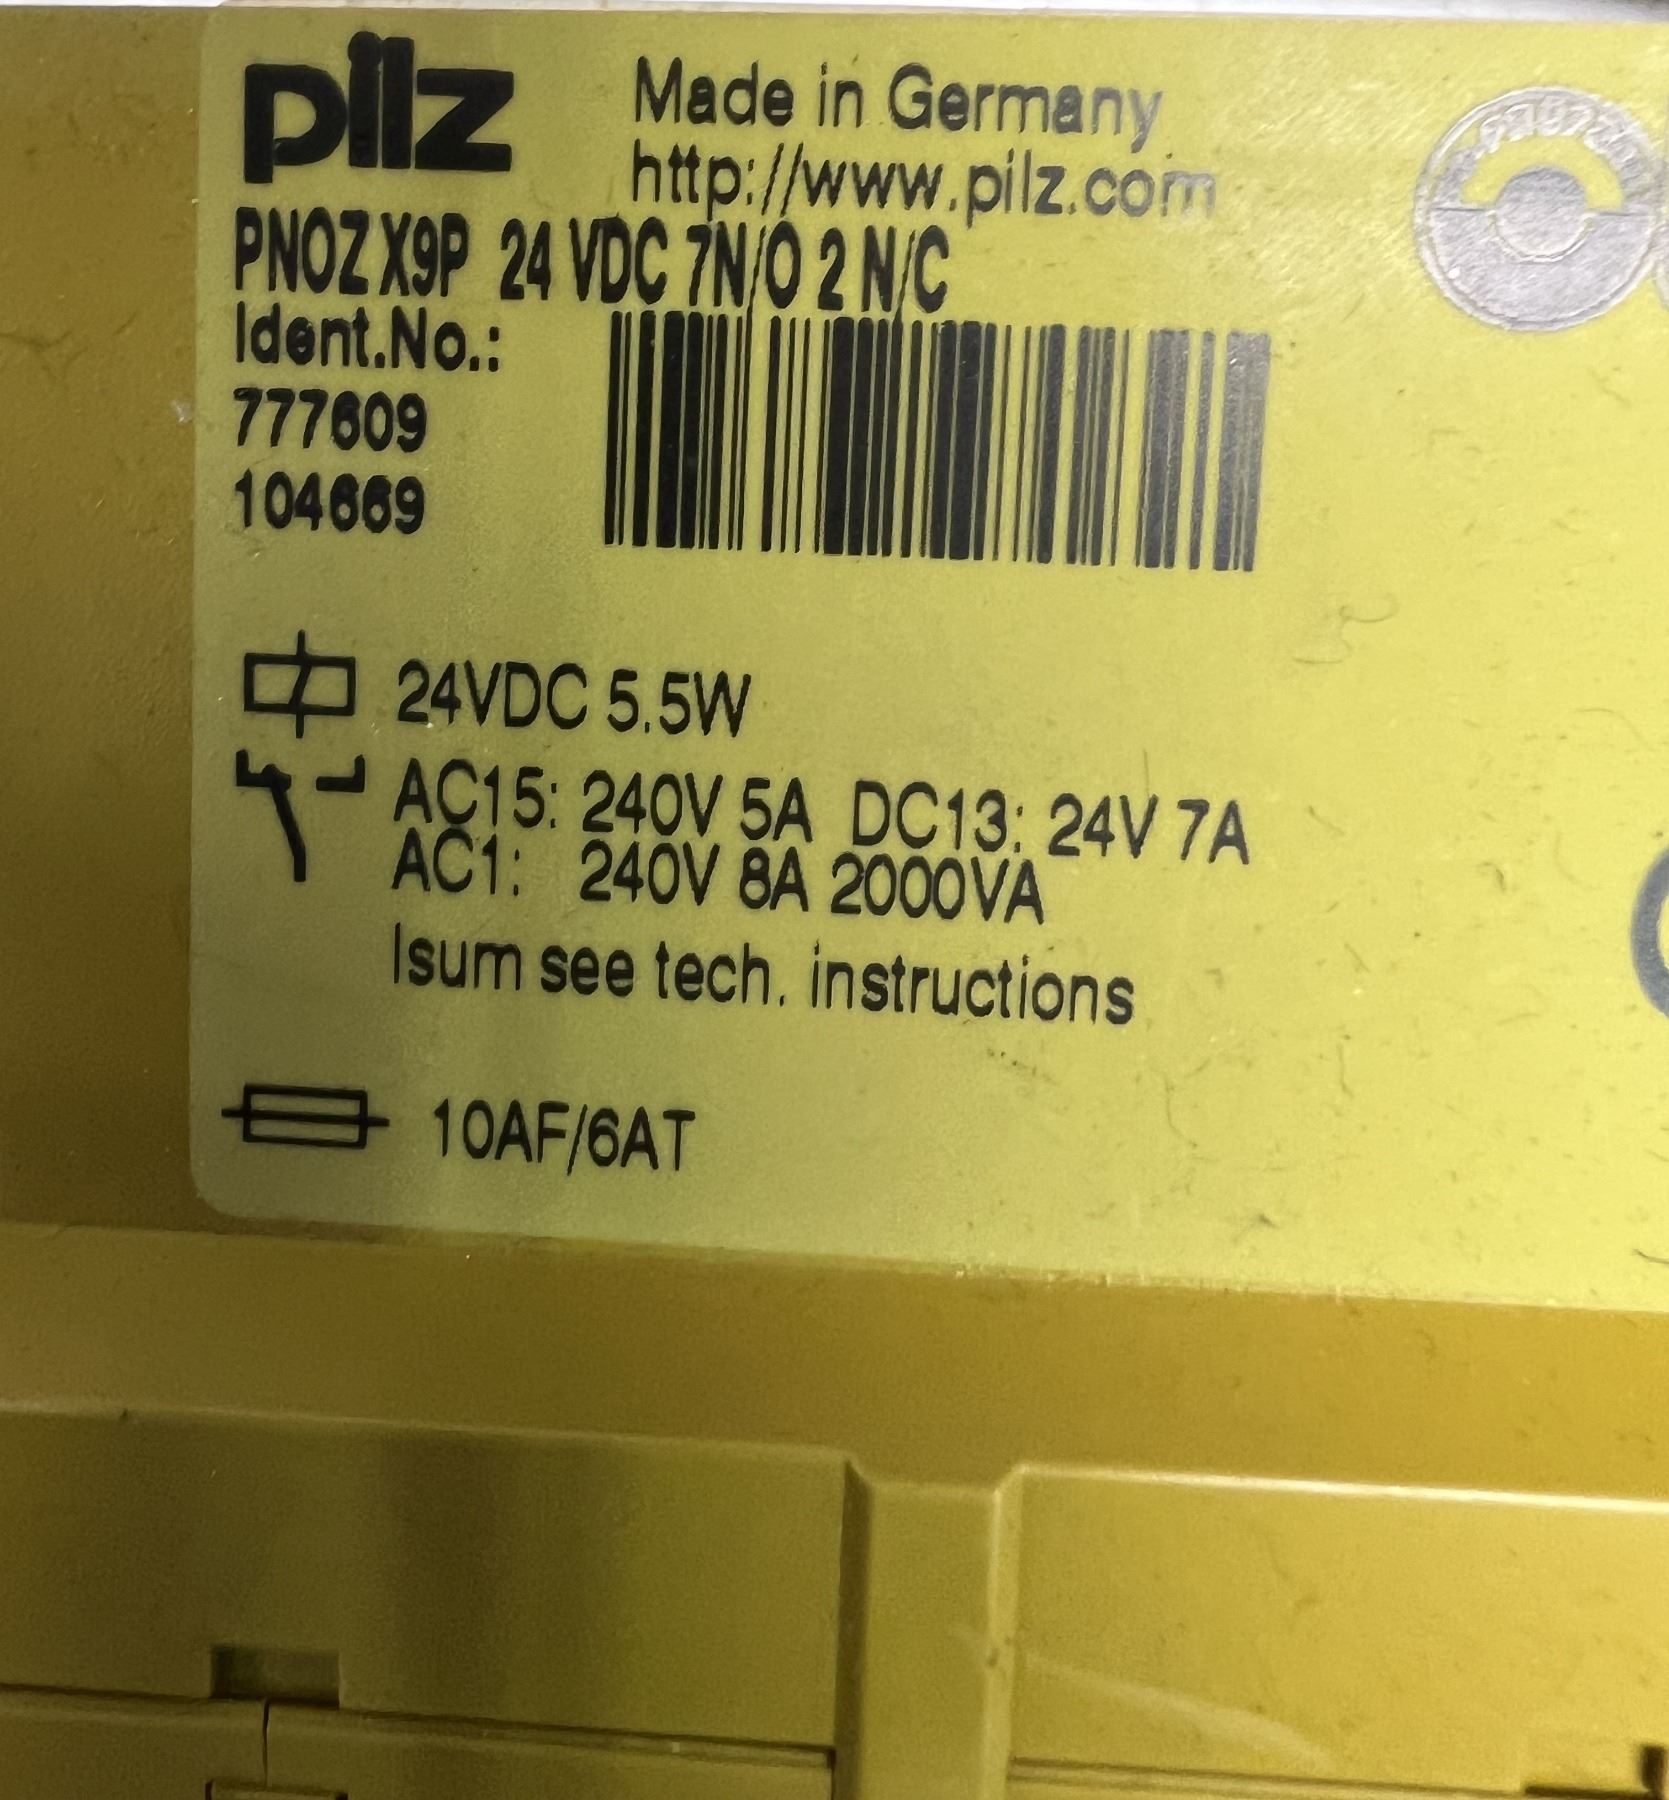 pilz
Made in Germany
http://www.pilz.com
PNOZ X9P 24 VDC 7N/O 2 N/C
Ident.No.:
777609
104669
24VDC 5.5W
AC15: 240V 5A DC13: 24V 7A
AC1: 240V 8A 2000VA
Isum see tech. instructions
10AF/6AT